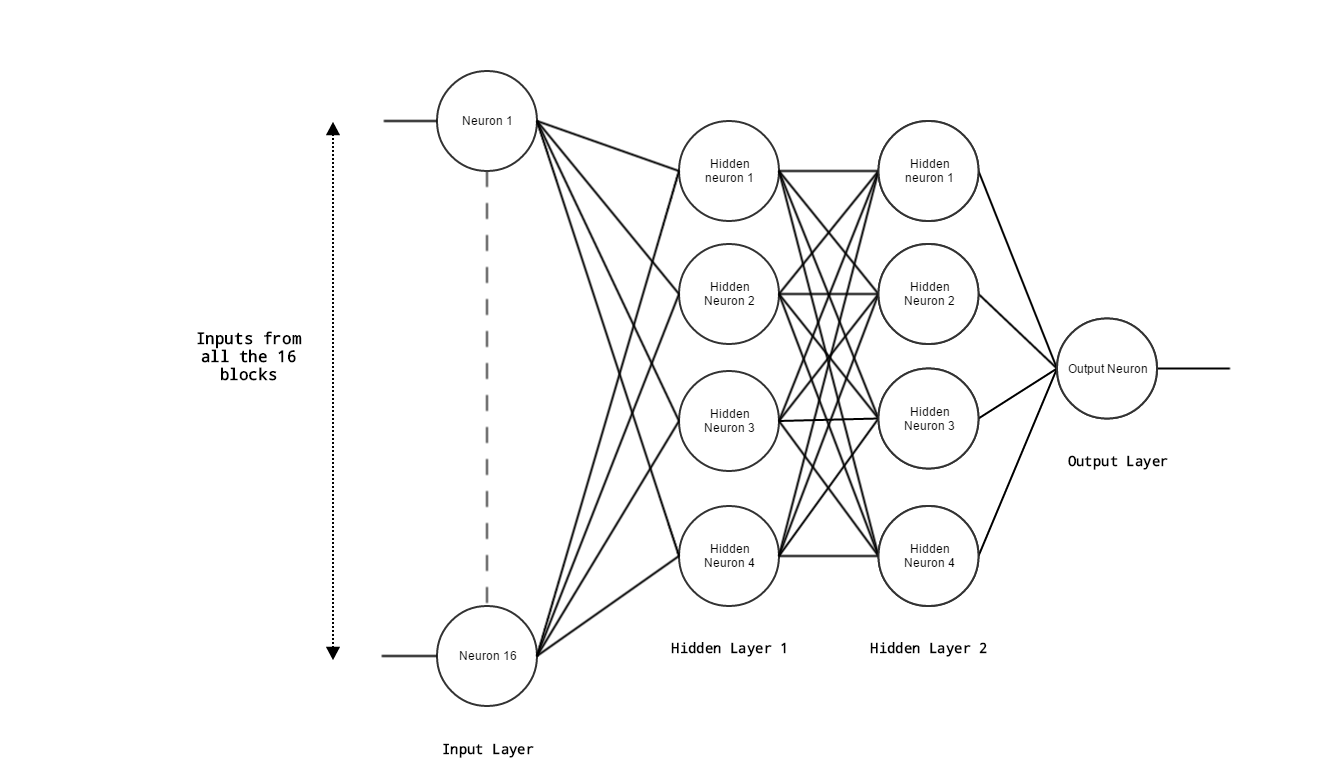 Neuron 1
Hidden
neuron 1
Hidden
neuron 1
Hidden
Neuron 2
Hidden
Neuron 2
Inputs from
all the 16
blocks
Output Neuron
Hidden
Neuron 3
Hidden
Neuron 3
Output Layer
Hidden
Neuron 4
Hidden
Neuron 4
Neuron 16
Hidden Layer 1
Hidden Layer 2
Input Layer